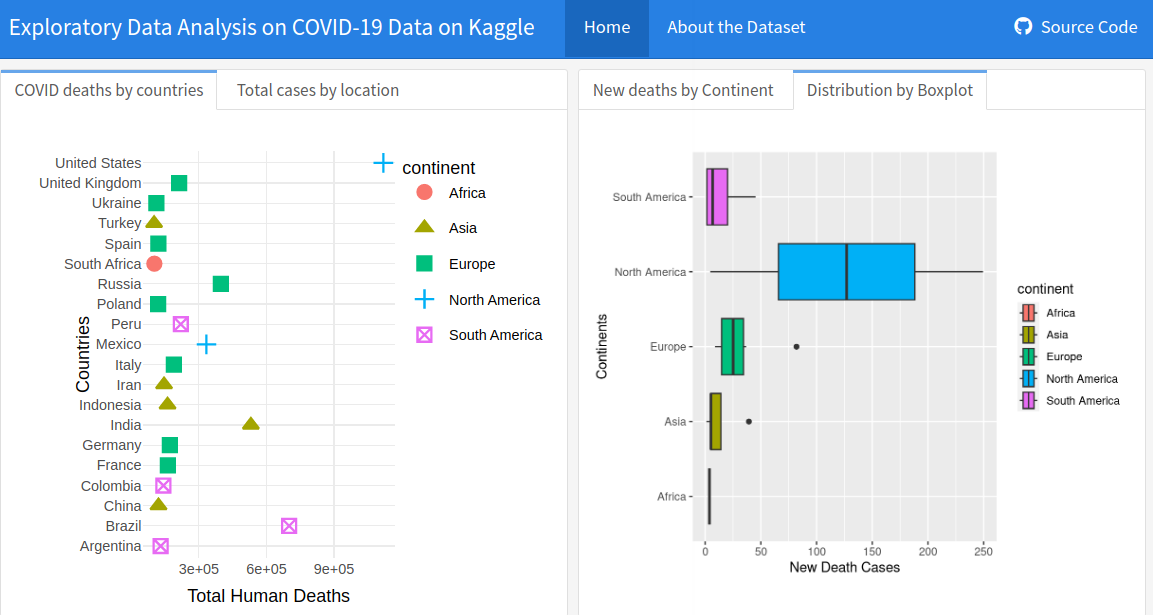 Exploratory Data Analysis on COVID-19 Data on Kaggle
Home
About the Dataset
Source Code
COVID deaths by countries
Total cases by location
United States
United Kingdom
Ukraine
Turkey
Spain
South Africa
Russia
Poland
Peru
Mexico
Italy
Iran
Indonesia
India
Germany
France
Colombia
China
Brazil
Argentina
Countries
3e+05
6e+05
9e+05
Total Human Deaths
continent
Africa
Asia
Europe
North America
South America
New deaths by Continent
Distribution by Boxplot
South America
North America
Europe
Asia
Africa
Continents
0
50
100
150
200
250
New Death Cases
continent
Africa
Asia
Europe
North America
South America